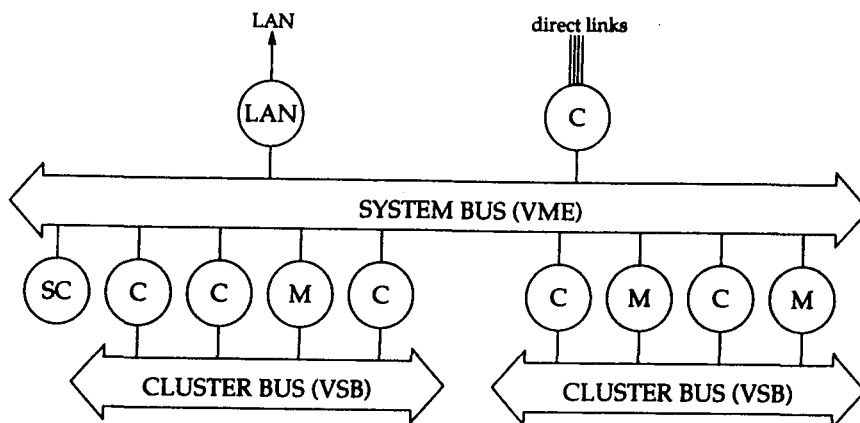 LAN
direct links
LAN
C
SYSTEM BUS (VME)
SC
C
C
M
C
C
M
C
M
CLUSTER BUS (VSB)
CLUSTER BUS (VSB)